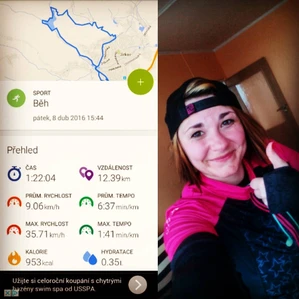 SPORT
Běh
pátek, 8 dub 2016 15:44
Přehled
ČAS
1:22:04
VZDÁLENOST
12.39km
PRŮM. RYCHLOST
9.06km/h
PRŮM. TEMPO
6:37min/km
MAX. RYCHLOST
35.71km/h
MAX. TEMPO
1:41min/km
KALORIE
953kcal
HYDRATACE
0.35l
Užijte si celoroční koupání s chytrými
bazény swim spa od USSPA